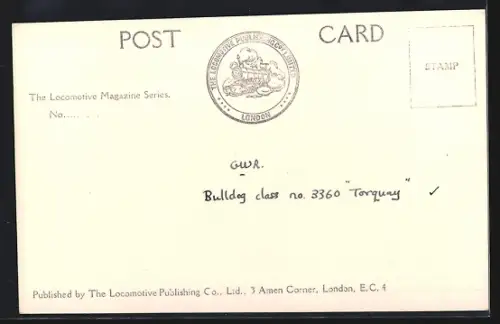 POST CARD
THE LOCOMOTIVE PUBLISHING COMPY LIMITED
LONDON
STAMP
The Locomotive Magazine Series.
No..... . .
GWR.
Bulldog class no. 3360 "Torquay" ✓
Published by The Locomotive Publishing Co., Ltd., 3 Amen Corner, London, E.C. 4